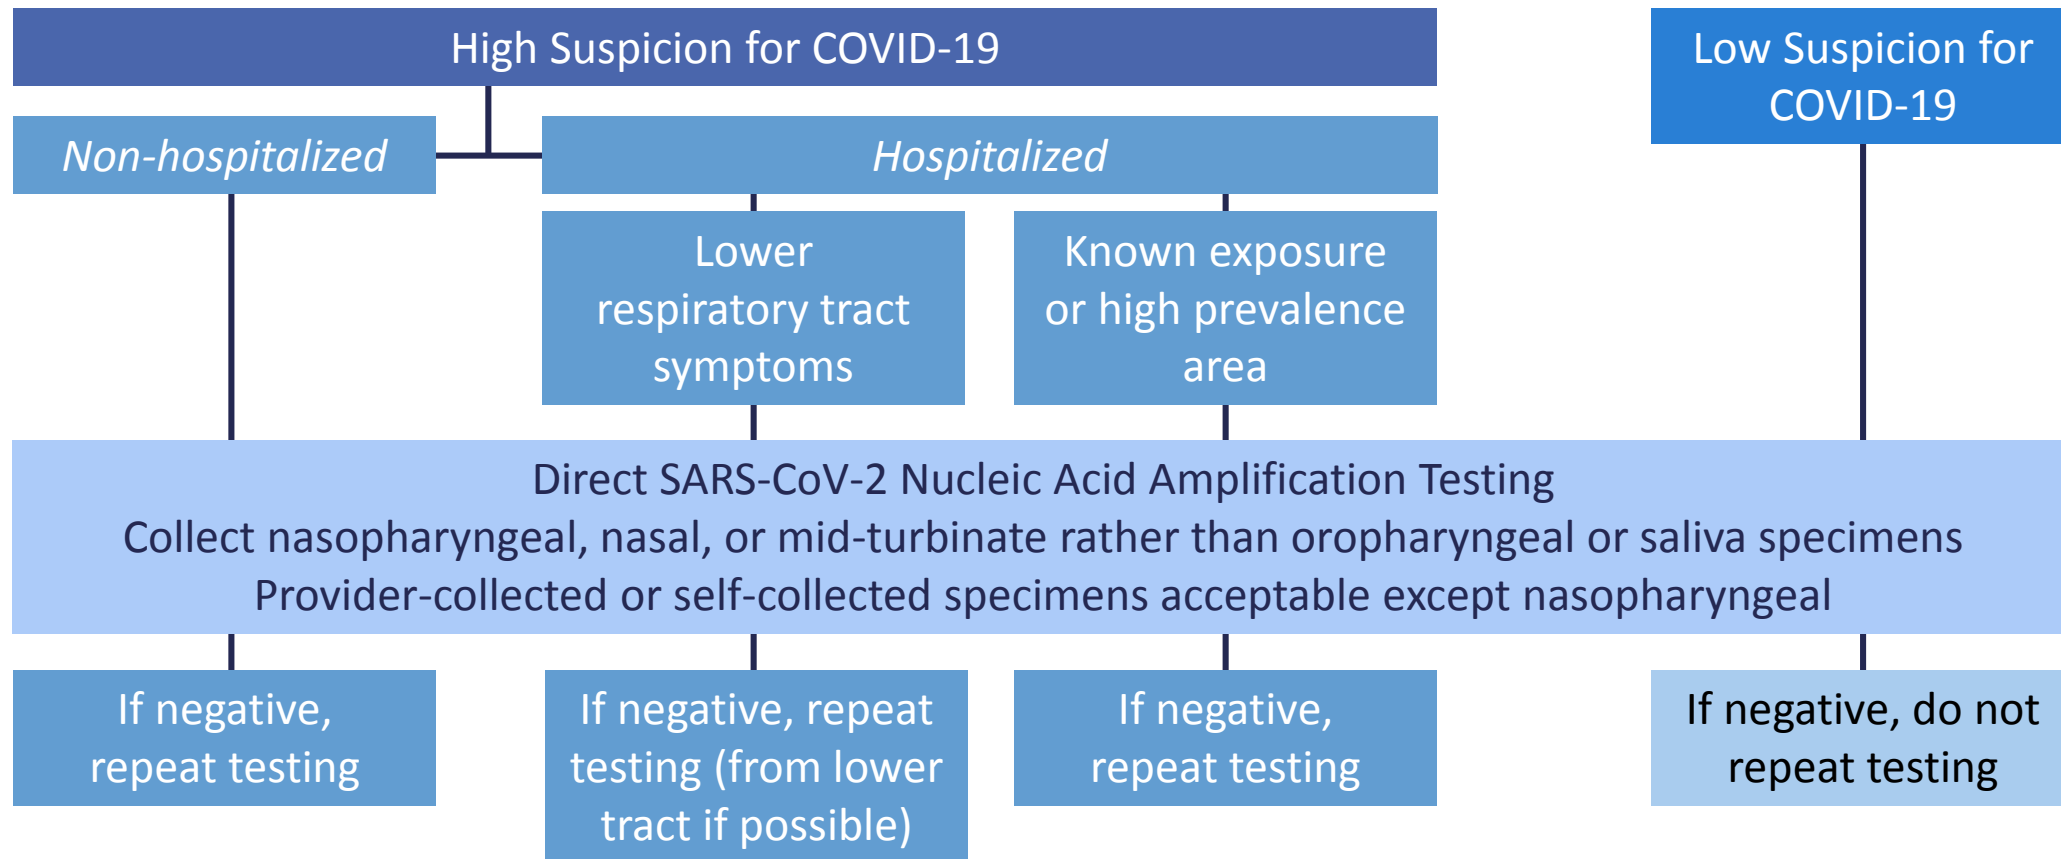 High Suspicion for COVID-19
Low Suspicion for
COVID-19
Non-hospitalized
Hospitalized
Lower
respiratory tract
symptoms
Known exposure
or high prevalence
area
Direct SARS-CoV-2 Nucleic Acid Amplification Testing
Collect nasopharyngeal, nasal, or mid-turbinate rather than oropharyngeal or saliva specimens
Provider-collected or self-collected specimens acceptable except nasopharyngeal
If negative,
repeat testing
If negative, repeat
testing (from lower
tract if possible)
If negative,
repeat testing
If negative, do not
repeat testing